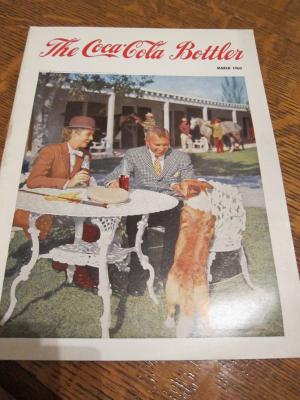 The Coca-Cola Bottler
MARCH 1960